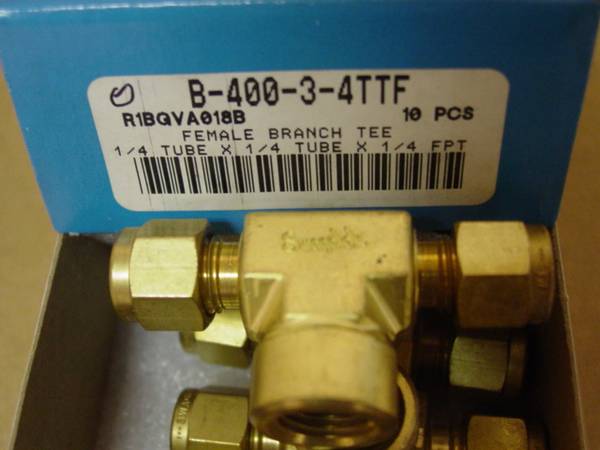 B-400-3-4TTF
R1BQVA018B 10 PCS
FEMALE BRANCH TEE
1/4 TUBE X 1/4 TUBE X 1/4 FPT